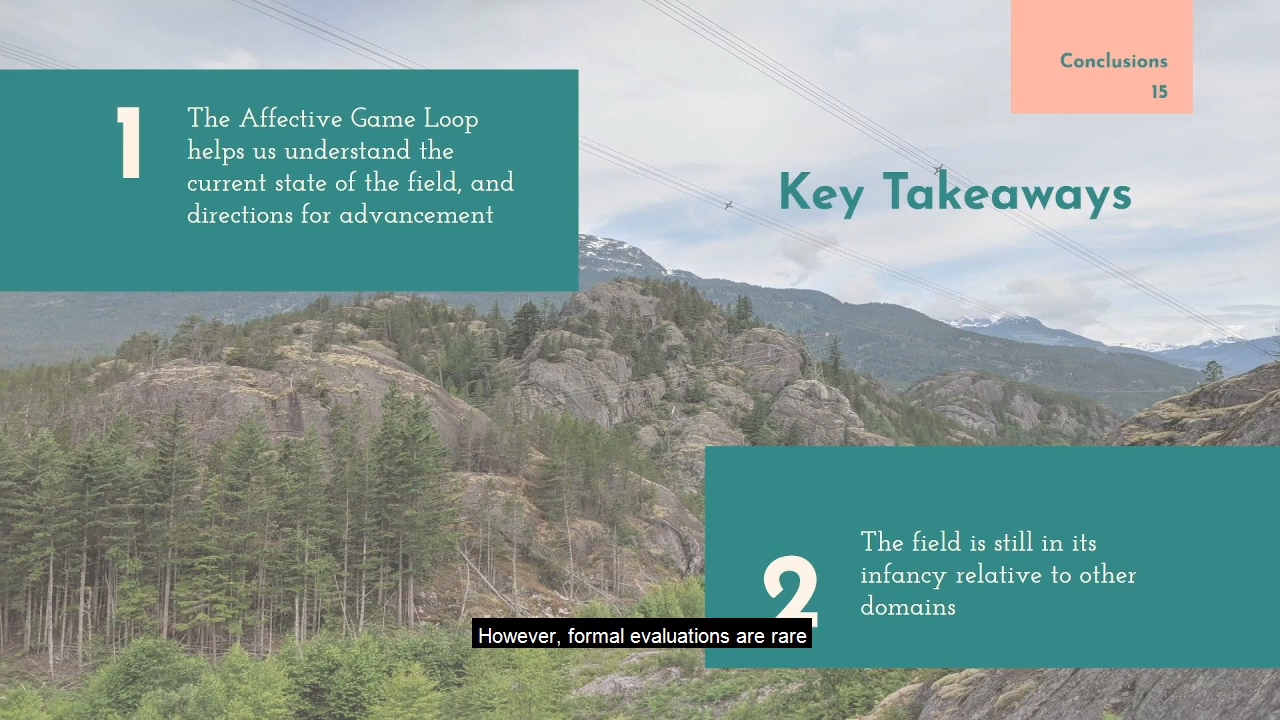 Conclusions
15
Key Takeaways
1
The Affective Game Loop
helps us understand the
current state of the field, and
directions for advancement
2
The field is still in its
infancy relative to other
domains
However, formal evaluations are rare